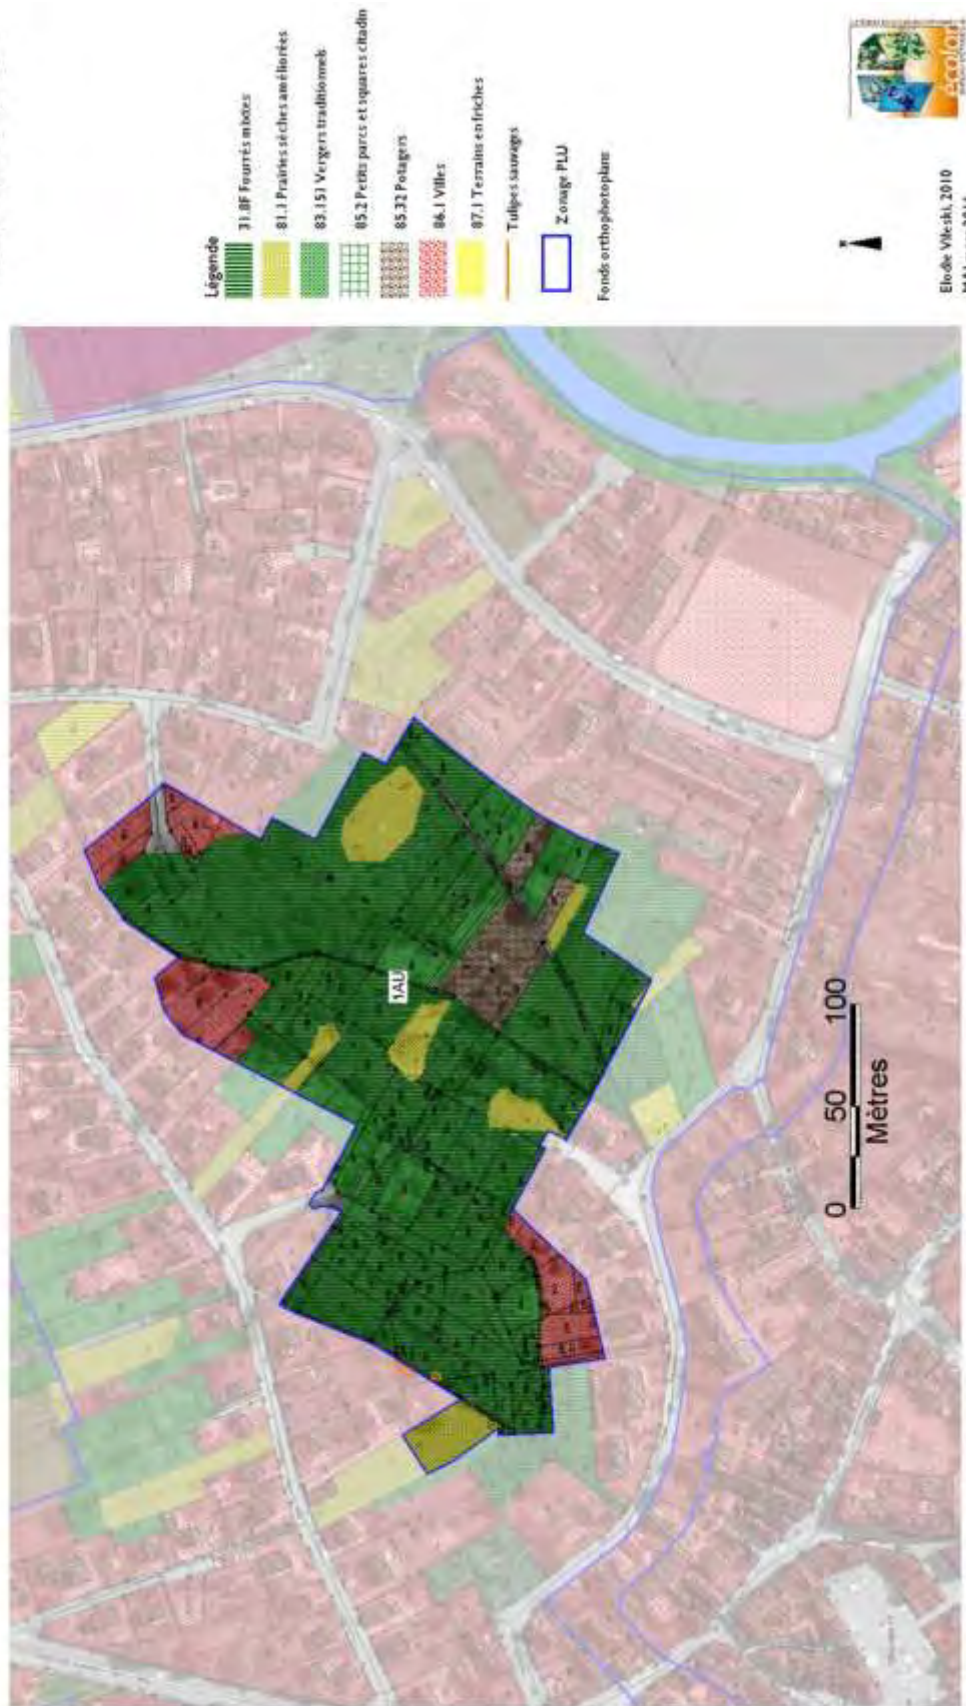 Légende
31.8F Fourrés mixtes
81.1 Prairies sèches améliorées
83.151 Vergers traditionnels
85.2 Petits parcs et squares citadin
85.32 Potagers
86.1 Villes
87.1 Terrains en friches
Tulipes sauvages
Zonage PLU
Fonds orthophotoplans
N
1AU
0 50 100
Mètres
écolor
Elodie Vileski, 2010